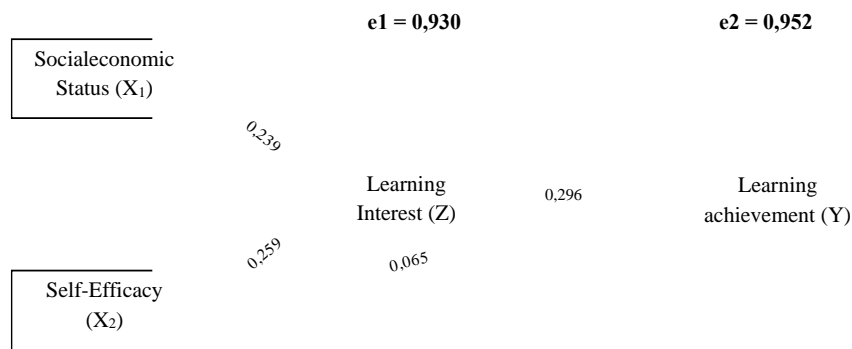 e1 = 0,930
e2 = 0,952
Socialeconomic
Status (X₁)
0,239
Learning
Interest (Z)
0,296
Learning
achievement (Y)
0,259
0,065
Self-Efficacy
(X₂)